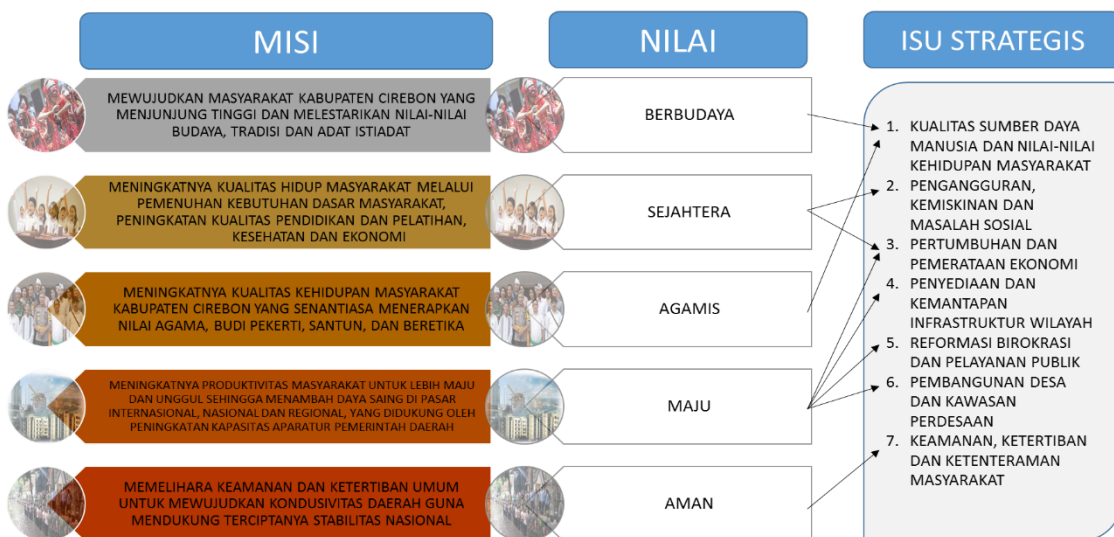 MISI
NILAI
ISU STRATEGIS
MEWUJUDKAN MASYARAKAT KABUPATEN CIREBON YANG
MENJUNJUNG TINGGI DAN MELESTARIKAN NILAI-NILAI
BUDAYA, TRADISI DAN ADAT ISTIADAT
BERBUDAYA
MENINGKATNYA KUALITAS HIDUP MASYARAKAT MELALUI
PEMENUHAN KEBUTUHAN DASAR MASYARAKAT,
PENINGKATAN KUALITAS PENDIDIKAN DAN PELATIHAN,
KESEHATAN DAN EKONOMI
SEJAHTERA
MENINGKATNYA KUALITAS KEHIDUPAN MASYARAKAT
KABUPATEN CIREBON YANG SENANTIASA MENERAPKAN
NILAI AGAMA, BUDI PEKERTI, SANTUN, DAN BERETIKA
AGAMIS
MENINGKATNYA PRODUKTIVITAS MASYARAKAT UNTUK LEBIH MAJU
DAN UNGGUL SEHINGGA MENAMBAH DAYA SAING DI PASAR
INTERNASIONAL, NASIONAL DAN REGIONAL, YANG DIDUKUNG OLEH
PENINGKATAN KAPASITAS APARATUR PEMERINTAH DAERAH
MAJU
MEMELIHARA KEAMANAN DAN KETERTIBAN UMUM
UNTUK MEWUJUDKAN KONDUSIVITAS DAERAH GUNA
MENDUKUNG TERCIPTANYA STABILITAS NASIONAL
AMAN
1. KUALITAS SUMBER DAYA
MANUSIA DAN NILAI-NILAI
KEHIDUPAN MASYARAKAT
2. PENGANGGURAN,
KEMISKINAN DAN
MASALAH SOSIAL
3. PERTUMBUHAN DAN
PEMERATAAN EKONOMI
4. PENYEDIAAN DAN
KEMANTAPAN
INFRASTRUKTUR WILAYAH
5. REFORMASI BIROKRASI
DAN PELAYANAN PUBLIK
6. PEMBANGUNAN DESA
DAN KAWASAN
PERDESAAN
7. KEAMANAN, KETERTIBAN
DAN KETENTERAMAN
MASYARAKAT